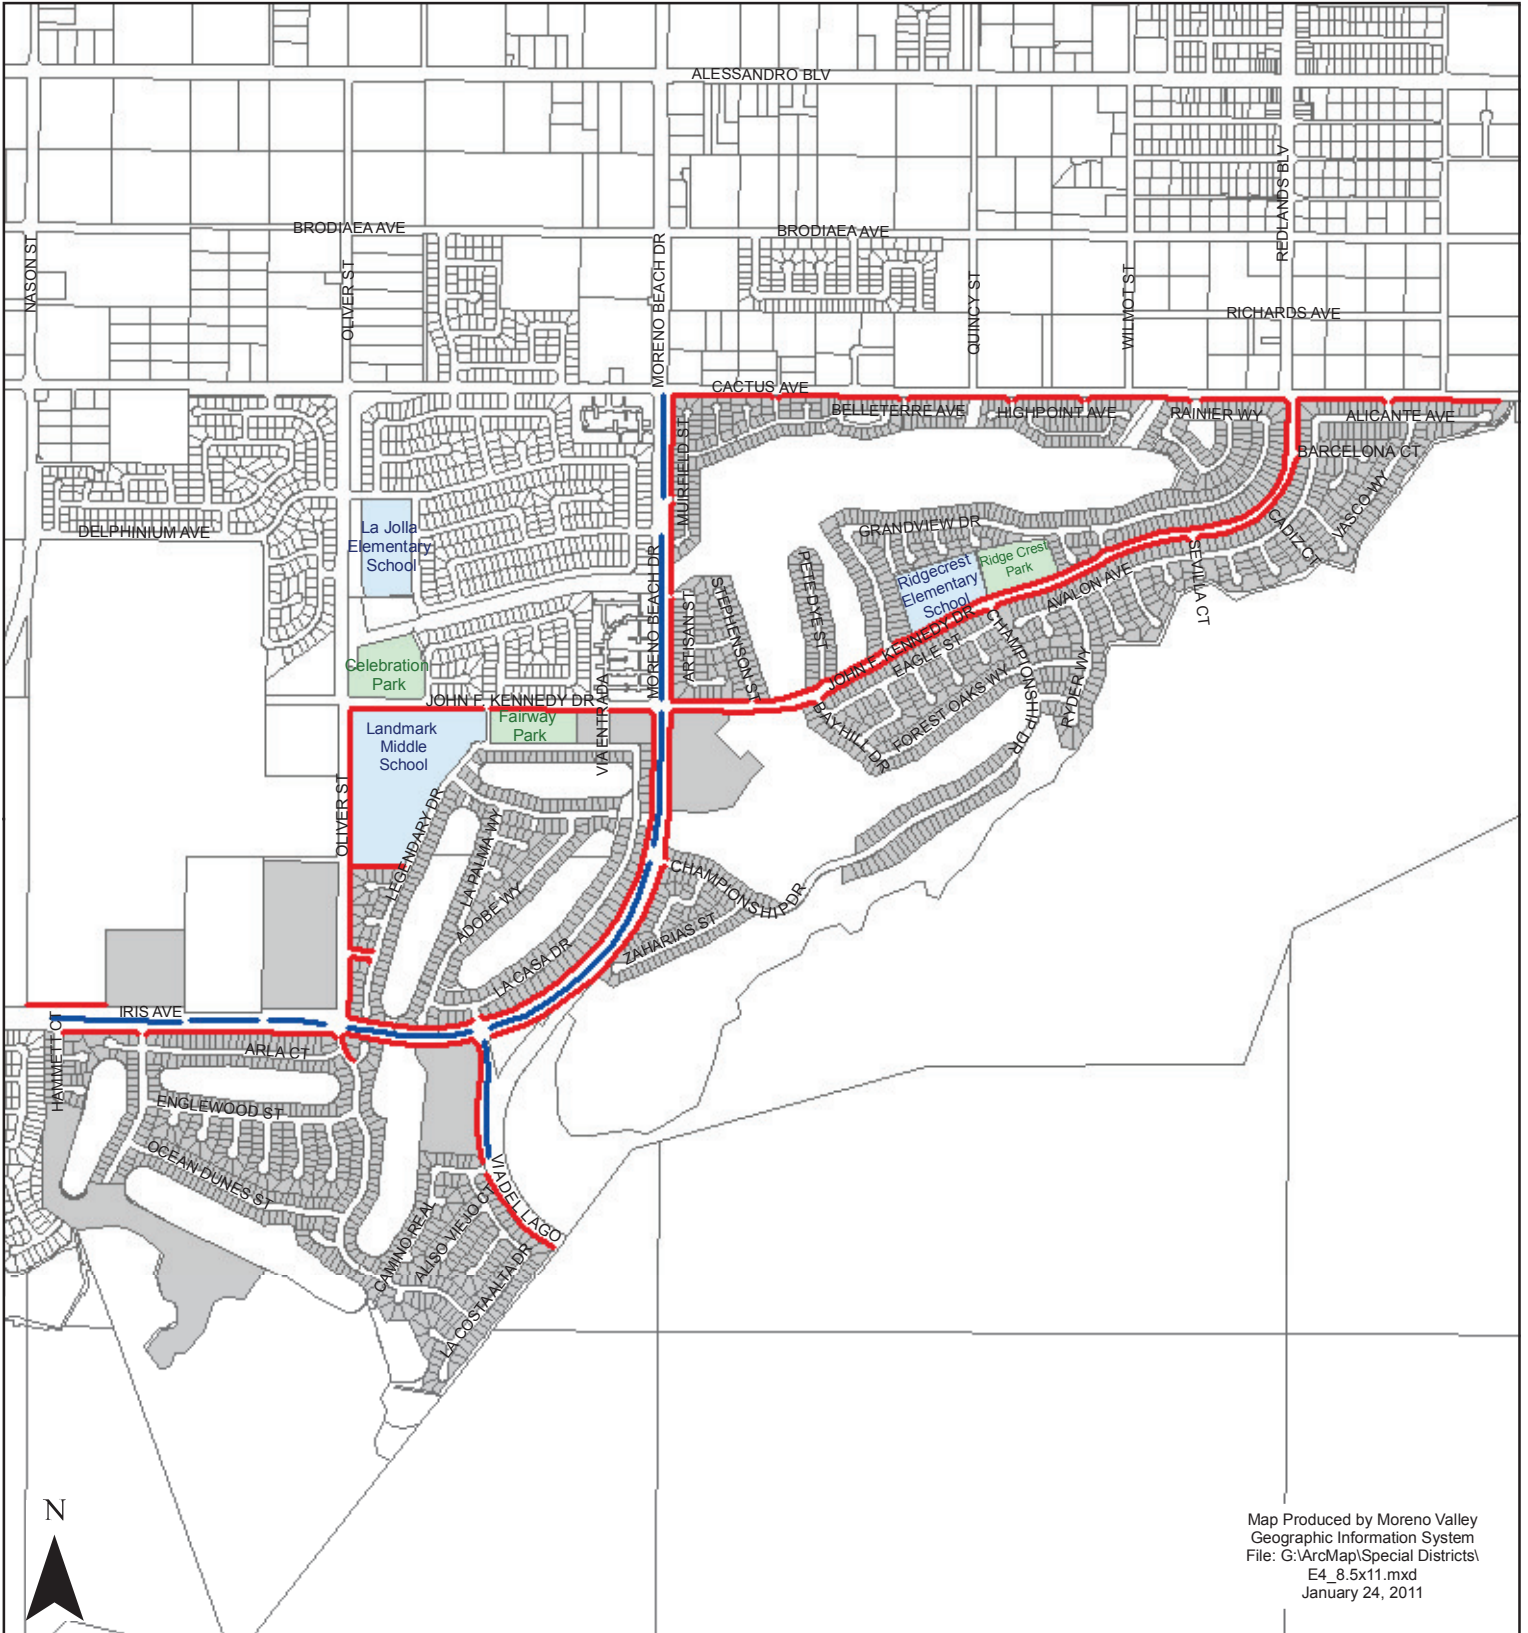 ALESSANDRO BLV
BRODIAEA AVE
BRODIAEA AVE
NASON ST
OLIVER ST
MORENO BEACH DR
QUINCY ST
WILMOT ST
REDLANDS BLV
RICHARDS AVE
CACTUS AVE
BELLETERRE AVE
HIGHPOINT AVE
RAINIER WY
ALICANTE AVE
BARCELONA CT
MUIRFIELD ST
VASCO WY
CADIZ CT
GRANDVIEW DR
DELPHINIUM AVE
La Jolla
Elementary
School
Ridgecrest
Elementary
School
Ridge Crest
Park
PETE DYE ST
SEVILLA CT
AVALON AVE
MORENO BEACH DR
ARTISAN ST
STEPHENSON ST
JOHN F. KENNEDY DR
EAGLE ST
CHAMPIONSHIP DR
RYDER WY
FOREST OAKS WY
BAY HILL DR
Celebration
Park
JOHN F. KENNEDY DR
Fairway
Park
VIA ENTRADA
Landmark
Middle
School
OLIVER ST
LEGENDARY DR
LA PALMA WY
ADOBE WY
LA CASA DR
CHAMPIONSHIP DR
ZAHARIAS ST
IRIS AVE
HAMMETT CT
ARLA CT
ENGLEWOOD ST
OCEAN DUNES ST
VIA DEL LAGO
CAMINO REAL
ALISO VIEJO CT
LA COSTA ALTA DR
N
Map Produced by Moreno Valley
Geographic Information System
File: G:\ArcMap\Special Districts\
E4_8.5x11.mxd
January 24, 2011